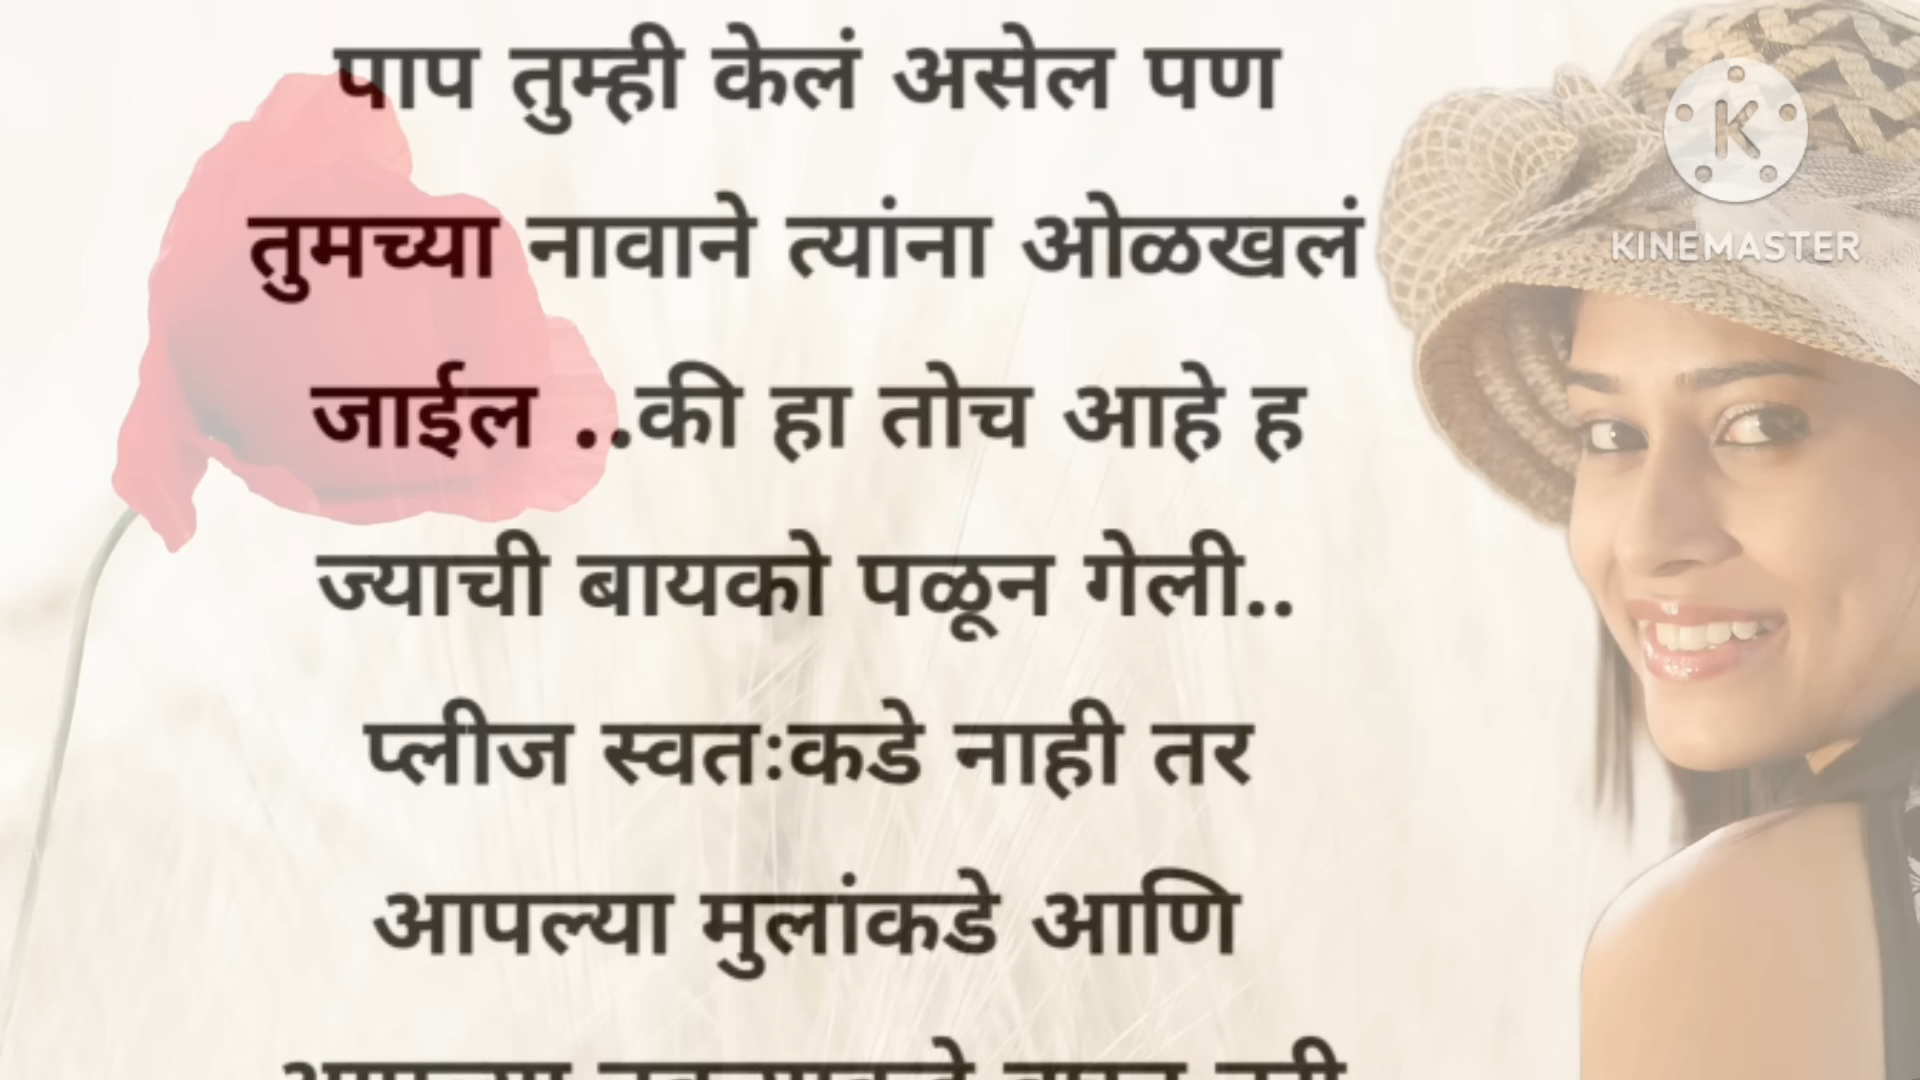 पाप तुम्ही केलं असेल पण
तुमच्या नावाने त्यांना ओळखलं
जाईल ..की हा तोच आहे ह
ज्याची बायको पळून गेली..
प्लीज स्वतःकडे नाही तर
आपल्या मुलांकडे आणि
K
KINEMASTER